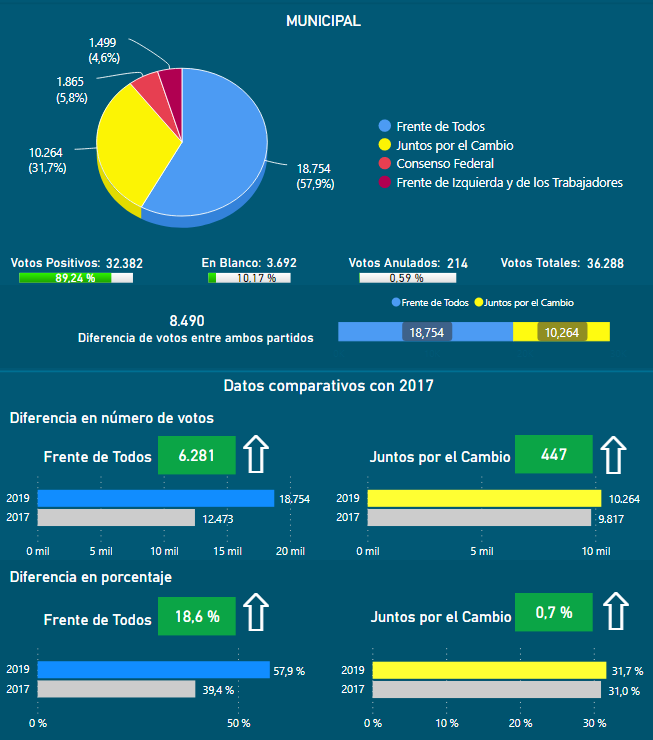 MUNICIPAL
1.499
(4,6%)
1.865
(5,8%)
10.264
(31,7%)
18.754
(57,9%)
Frente de Todos
Juntos por el Cambio
Consenso Federal
Frente de Izquierda y de los Trabajadores
Votos Positivos: 32.382
89,24 %
En Blanco: 3.692
10,17 %
Votos Anulados: 214
0,59 %
Votos Totales: 36.288
8.490
Diferencia de votos entre ambos partidos
Frente de Todos Juntos por el Cambio
18,754 10,264
Datos comparativos con 2017
Diferencia en número de votos
Frente de Todos 6.281
2019 18.754
2017 12.473
0 mil 5 mil 10 mil 15 mil 20 mil
Juntos por el Cambio 447
2019 10.264
2017 9.817
0 mil 5 mil 10 mil
Diferencia en porcentaje
Frente de Todos 18,6 %
2019 57,9 %
2017 39,4 %
0 % 50 %
Juntos por el Cambio 0,7 %
2019 31,7 %
2017 31,0 %
0 % 10 % 20 % 30 %